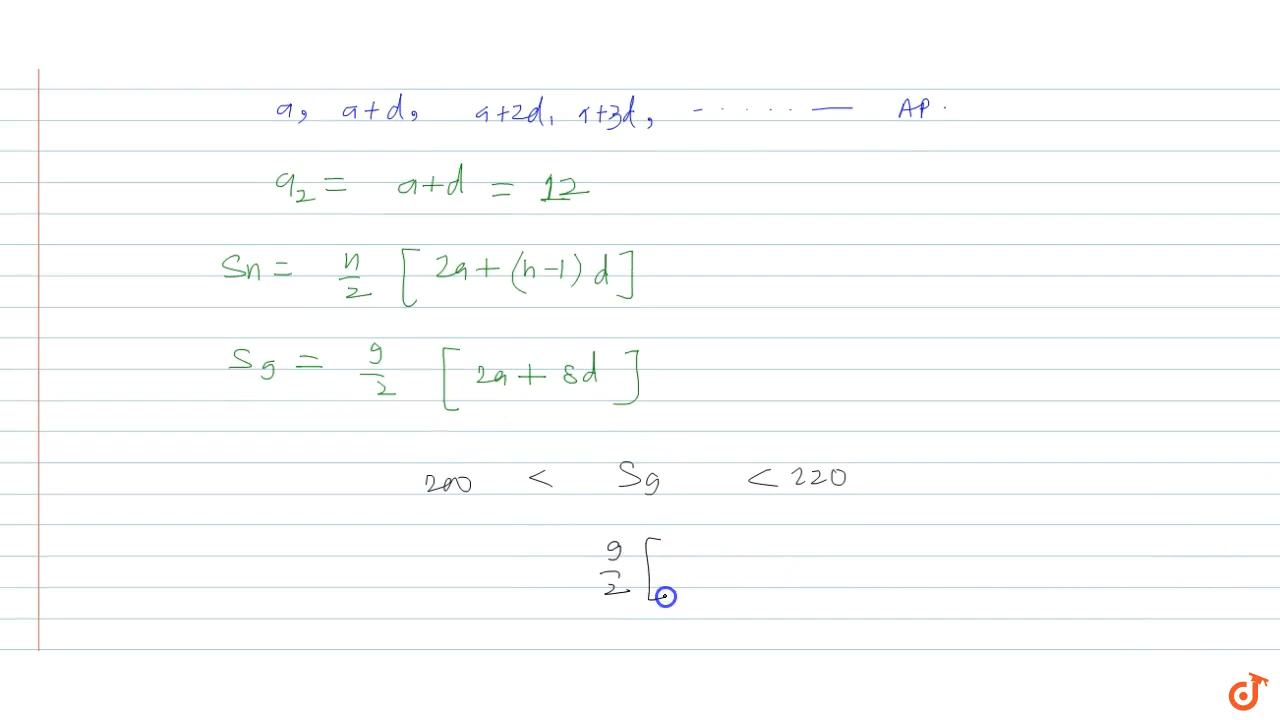 a, a+d, a+2d, a+3d, - . . . . . — AP.
a₂ = a+d = 12
Sn = n/2 [ 2a + (n-1) d ]
S9 = 9/2 [ 2a + 8d ]
200 < S9 < 220
9/2 [